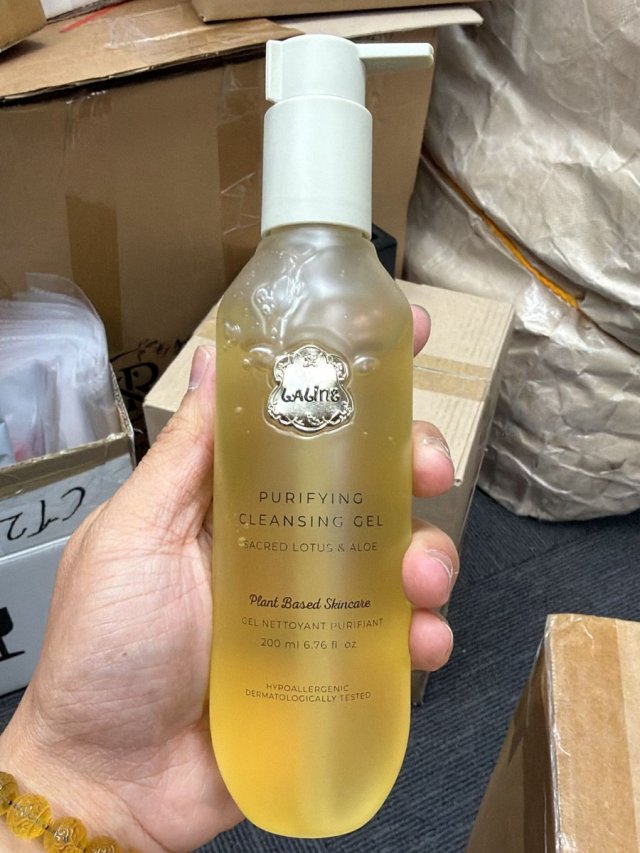 LALINE
PURIFYING
CLEANSING GEL
SACRED LOTUS & ALOE
Plant Based Skincare
GEL NETTOYANT PURIFIANT
200 ml 6.76 fl oz
HYPOALLERGENIC
DERMATOLOGICALLY TESTED